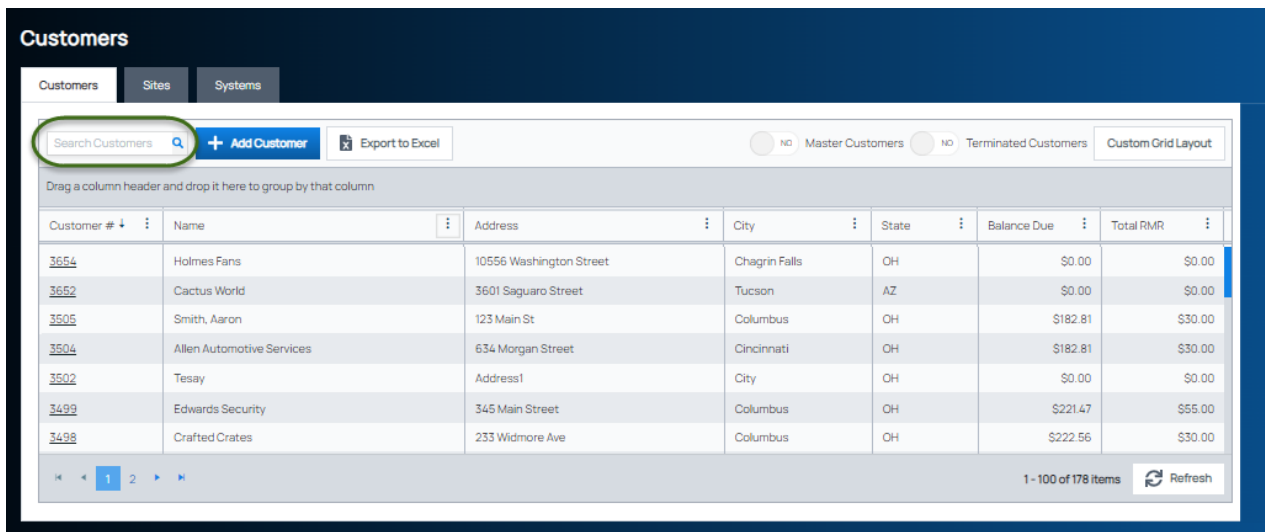 Customers
Customers Sites Systems
Search Customers + Add Customer Export to Excel NO Master Customers NO Terminated Customers Custom Grid Layout
Drag a column header and drop it here to group by that column
Customer # ↓ Name Address City State Balance Due Total RMR
3654 Holmes Fans 10556 Washington Street Chagrin Falls OH $0.00 $0.00
3652 Cactus World 3601 Saguaro Street Tucson AZ $0.00 $0.00
3505 Smith, Aaron 123 Main St Columbus OH $182.81 $30.00
3504 Allen Automotive Services 634 Morgan Street Cincinnati OH $182.81 $30.00
3502 Tesay Address1 City OH $0.00 $0.00
3499 Edwards Security 345 Main Street Columbus OH $221.47 $55.00
3498 Crafted Crates 233 Widmore Ave Columbus OH $222.56 $30.00
1 2 1 - 100 of 178 items Refresh